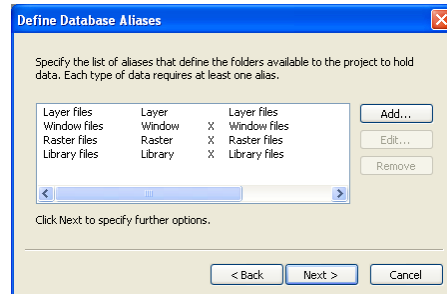 Define Database Aliases
Specify the list of aliases that define the folders available to the project to hold
data. Each type of data requires at least one alias.
Layer files Layer Layer files
Window files Window X Window files
Raster files Raster X Raster files
Library files Library X Library files
Add...
Edit...
Remove
Click Next to specify further options.
< Back Next > Cancel